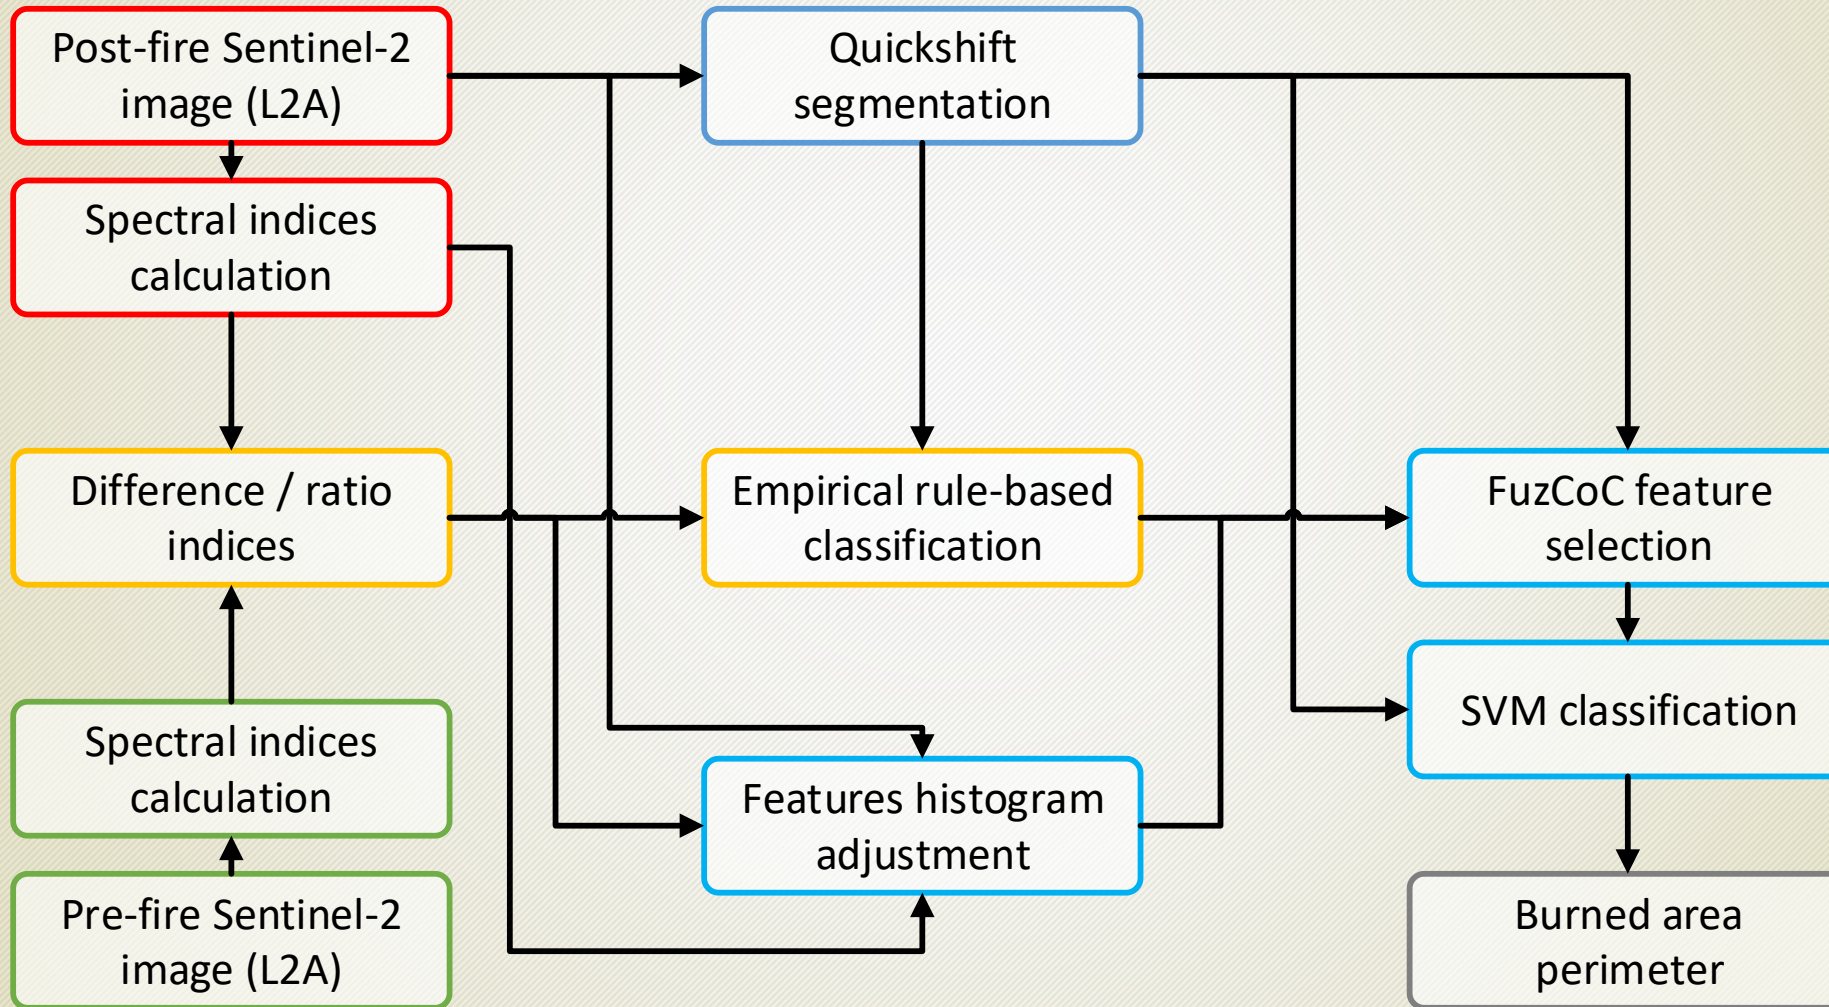 Post-fire Sentinel-2
image (L2A)
Quickshift
segmentation
Spectral indices
calculation
Difference / ratio
indices
Empirical rule-based
classification
FuzCoC feature
selection
Spectral indices
calculation
SVM classification
Features histogram
adjustment
Pre-fire Sentinel-2
image (L2A)
Burned area
perimeter